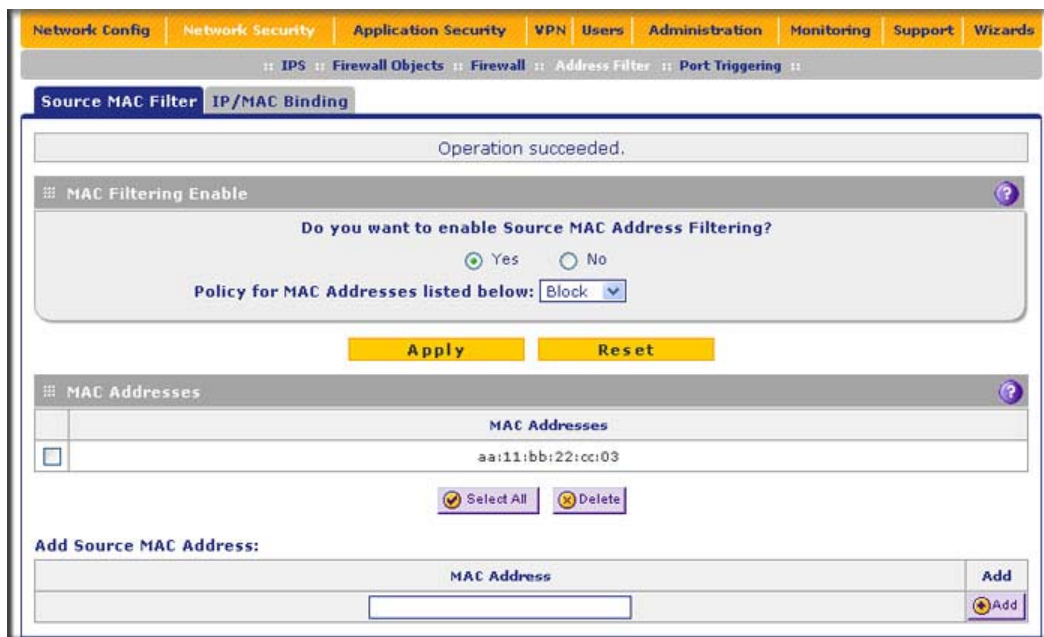 Network Config Network Security Application Security VPN Users Administration Monitoring Support Wizards
:: IPS :: Firewall Objects :: Firewall :: Address Filter :: Port Triggering ::
Source MAC Filter IP/MAC Binding
Operation succeeded.
MAC Filtering Enable ?
Do you want to enable Source MAC Address Filtering?
Yes No
Policy for MAC Addresses listed below: Block
Apply Reset
MAC Addresses ?
MAC Addresses
aa:11:bb:22:cc:03
Select All Delete
Add Source MAC Address:
MAC Address Add
Add